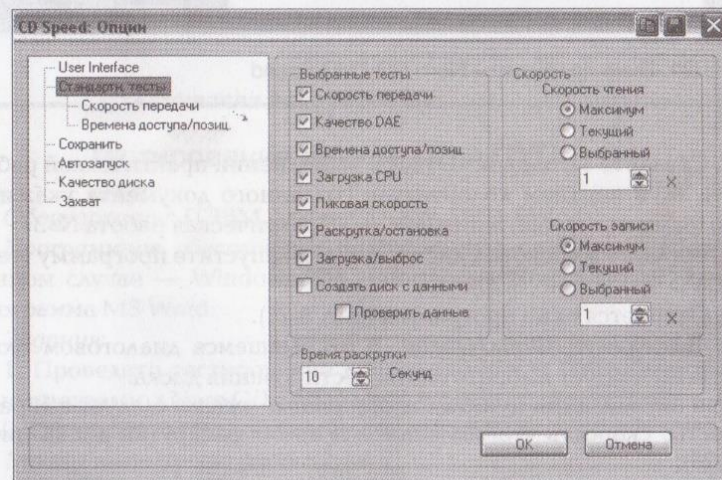 CD Speed: Опции
User Interface
Стандартн. тесты
Скорость передачи
Времена доступа/позиц.
Сохранить
Автозапуск
Качество диска
Захват
Выбранные тесты
Скорость передачи
Качество DAE
Времена доступа/позиц.
Загрузка CPU
Пиковая скорость
Раскрутка/остановка
Загрузка/выброс
Создать диск с данными
Проверить данные
Скорость
Скорость чтения
Максимум
Текущий
Выбранный
1
Скорость записи
Максимум
Текущий
Выбранный
1
Время раскрутки
10 Секунд
OK Отмена